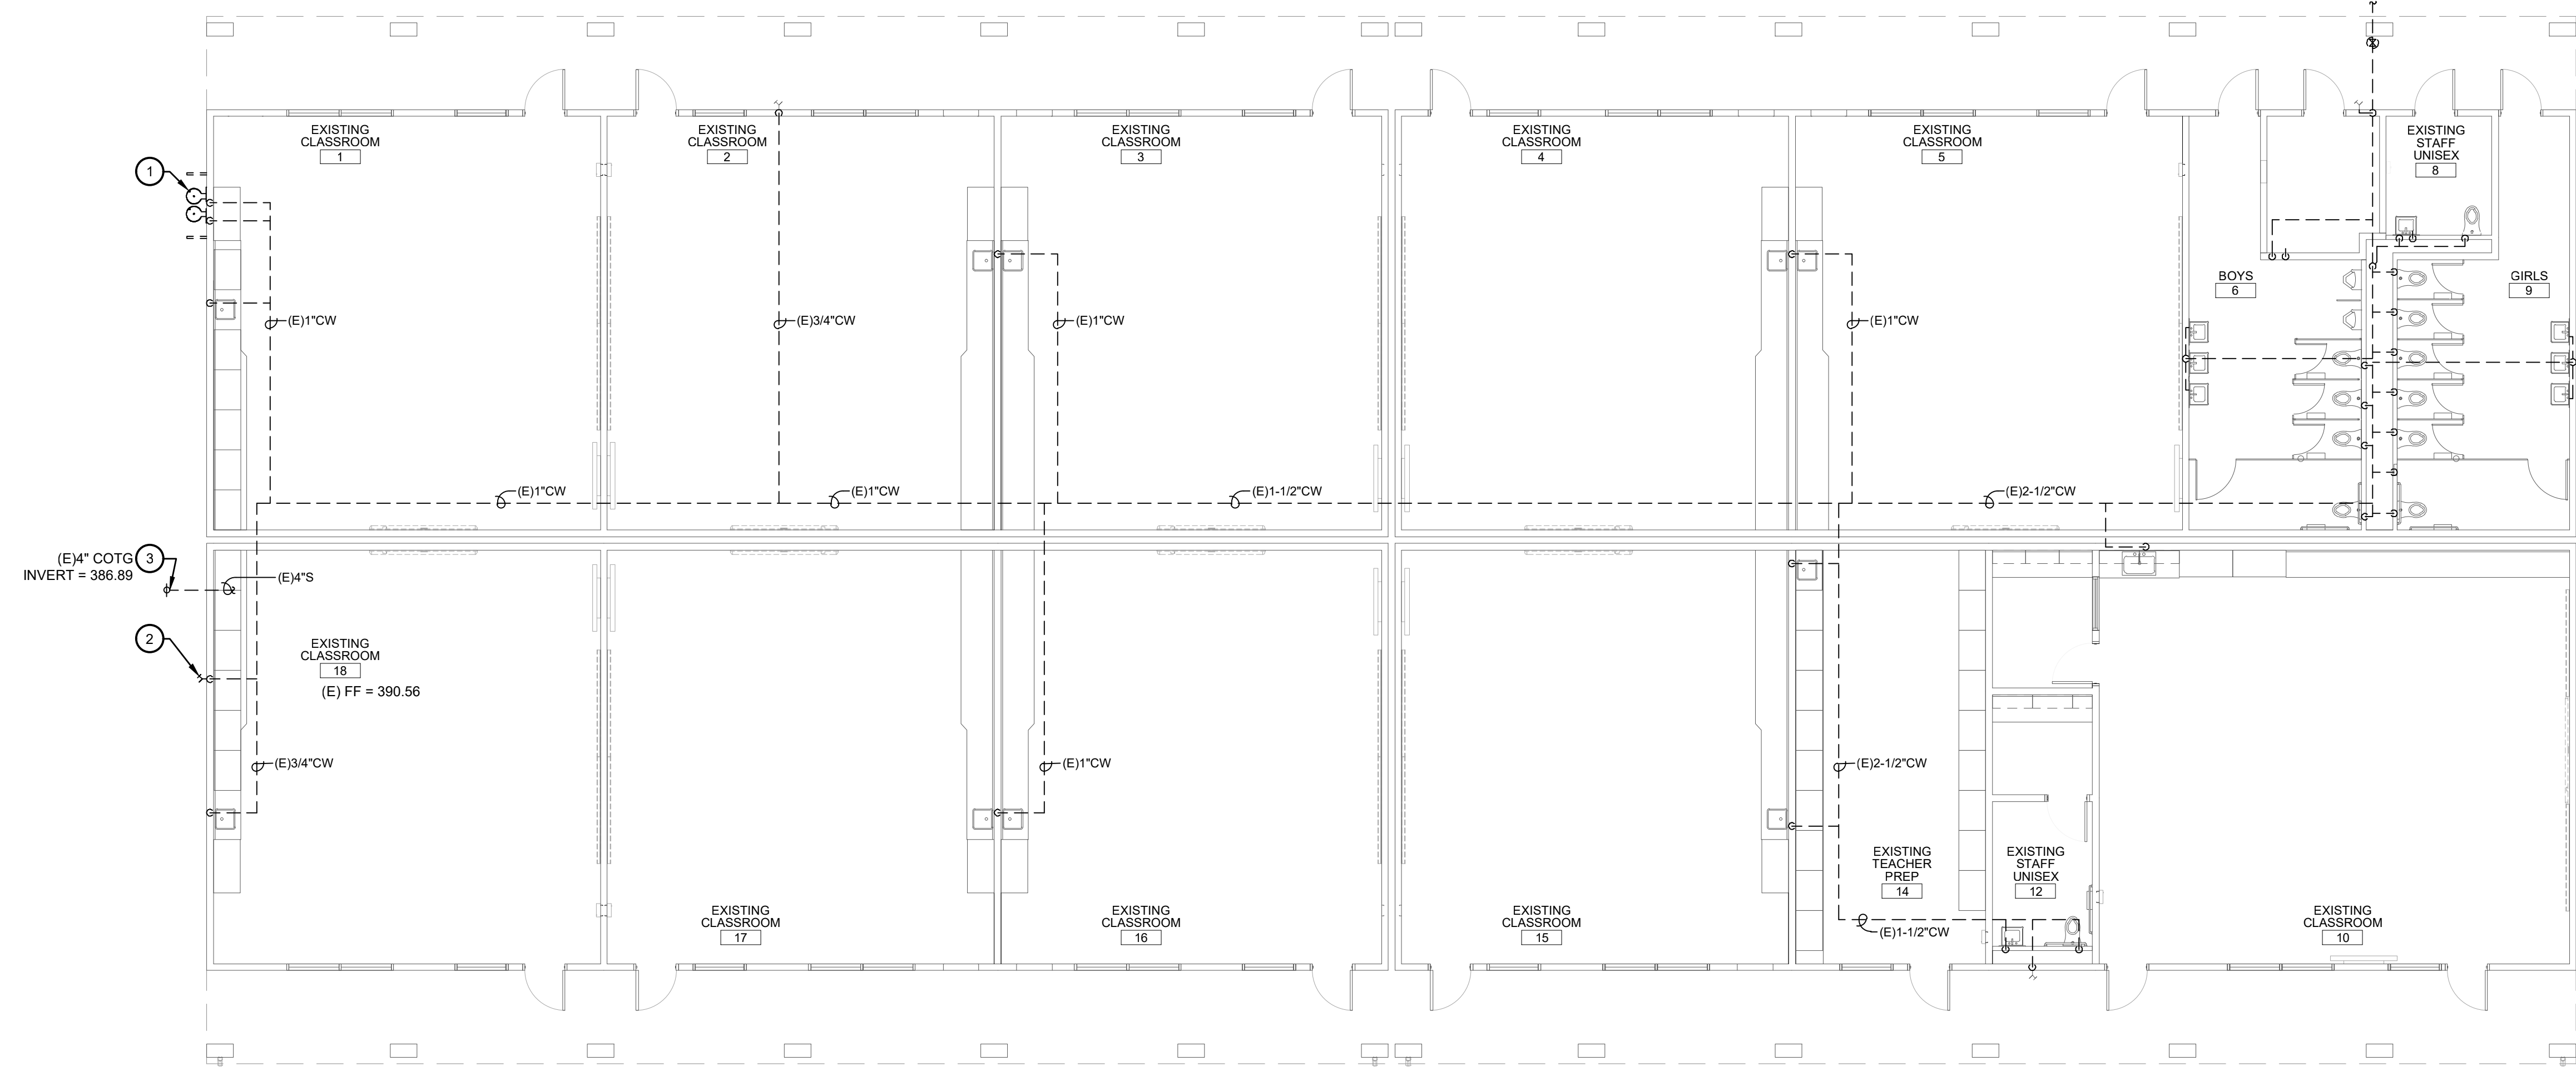 EXISTING
CLASSROOM
1
EXISTING
CLASSROOM
2
EXISTING
CLASSROOM
3
EXISTING
CLASSROOM
4
EXISTING
CLASSROOM
5
EXISTING
STAFF
UNISEX
8
1
BOYS
6
GIRLS
9
(E)1"CW
(E)3/4"CW
(E)1"CW
(E)1"CW
(E)1"CW
(E)1"CW
(E)1-1/2"CW
(E)2-1/2"CW
(E)4" COTG
INVERT = 386.89
3
(E)4"S
2
EXISTING
CLASSROOM
18
(E) FF = 390.56
(E)3/4"CW
(E)1"CW
(E)2-1/2"CW
EXISTING
TEACHER
PREP
14
EXISTING
STAFF
UNISEX
12
EXISTING
CLASSROOM
17
EXISTING
CLASSROOM
16
EXISTING
CLASSROOM
15
(E)1-1/2"CW
EXISTING
CLASSROOM
10